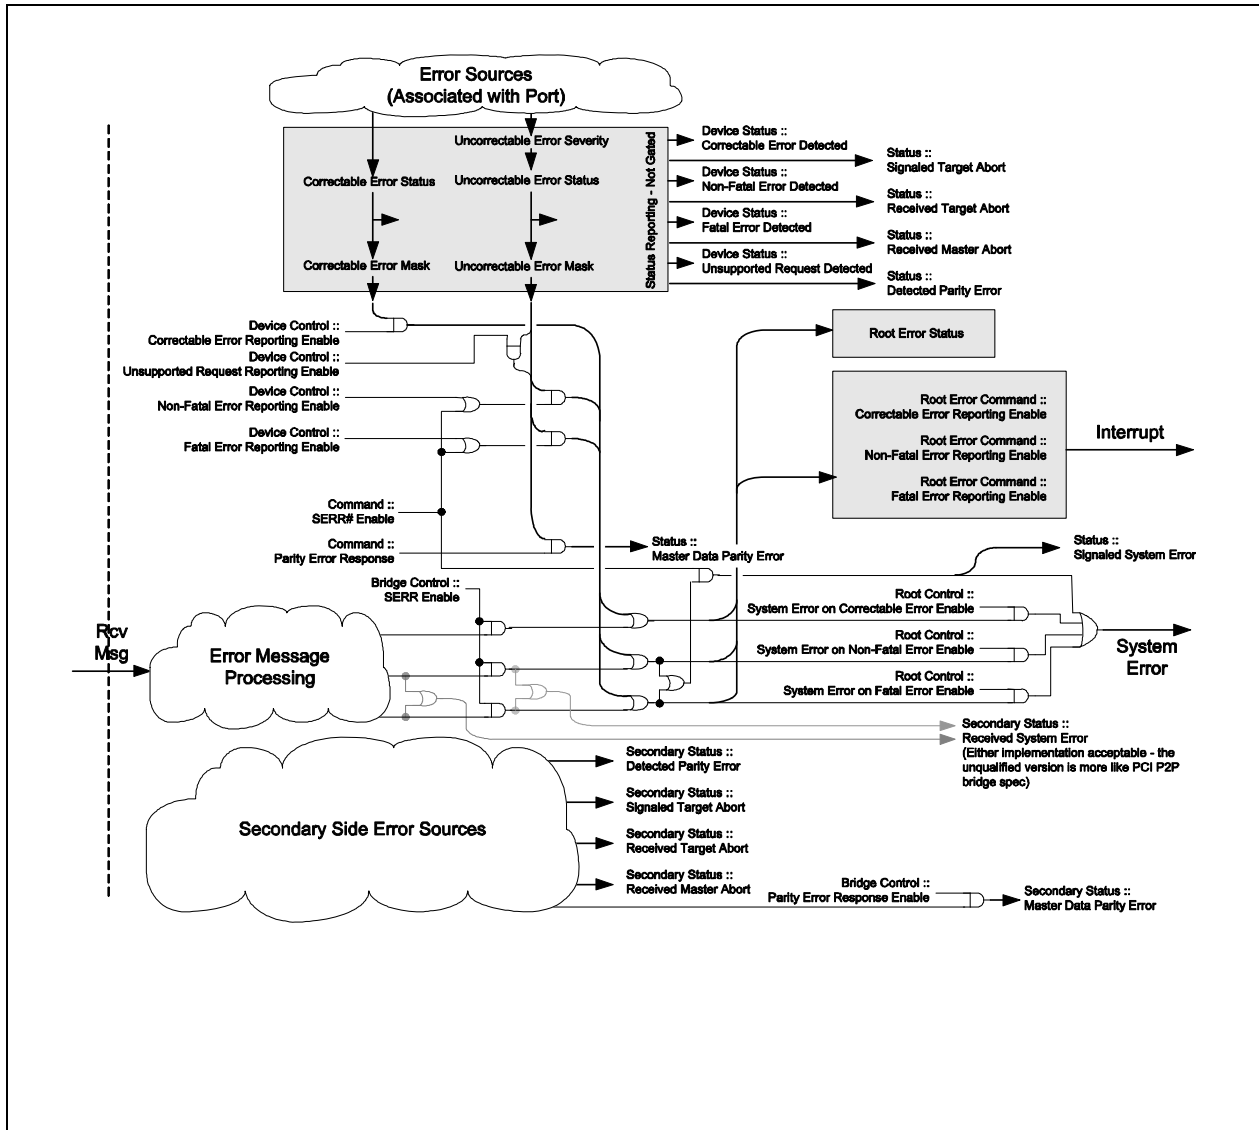 Error Sources
(Associated with Port)
Uncorrectable Error Severity
Correctable Error Status
Uncorrectable Error Status
Correctable Error Mask
Uncorrectable Error Mask
Status Reporting - Not Gated
Device Status ::
Correctable Error Detected
Status ::
Signaled Target Abort
Device Status ::
Non-Fatal Error Detected
Status ::
Received Target Abort
Device Status ::
Fatal Error Detected
Status ::
Received Master Abort
Device Status ::
Unsupported Request Detected
Status ::
Detected Parity Error
Device Control ::
Correctable Error Reporting Enable
Device Control ::
Unsupported Request Reporting Enable
Device Control ::
Non-Fatal Error Reporting Enable
Device Control ::
Fatal Error Reporting Enable
Root Error Status
Root Error Command ::
Correctable Error Reporting Enable
Root Error Command ::
Non-Fatal Error Reporting Enable
Root Error Command ::
Fatal Error Reporting Enable
Interrupt
Command ::
SERR# Enable
Command ::
Parity Error Response
Status ::
Master Data Parity Error
Status ::
Signaled System Error
Bridge Control ::
SERR Enable
Root Control ::
System Error on Correctable Error Enable
Root Control ::
System Error on Non-Fatal Error Enable
Root Control ::
System Error on Fatal Error Enable
System
Error
Rcv
Msg
Error Message
Processing
Secondary Status ::
Received System Error
(Either implementation acceptable - the
unqualified version is more like PCI P2P
bridge spec)
Secondary Side Error Sources
Secondary Status ::
Detected Parity Error
Secondary Status ::
Signaled Target Abort
Secondary Status ::
Received Target Abort
Secondary Status ::
Received Master Abort
Bridge Control ::
Parity Error Response Enable
Secondary Status ::
Master Data Parity Error